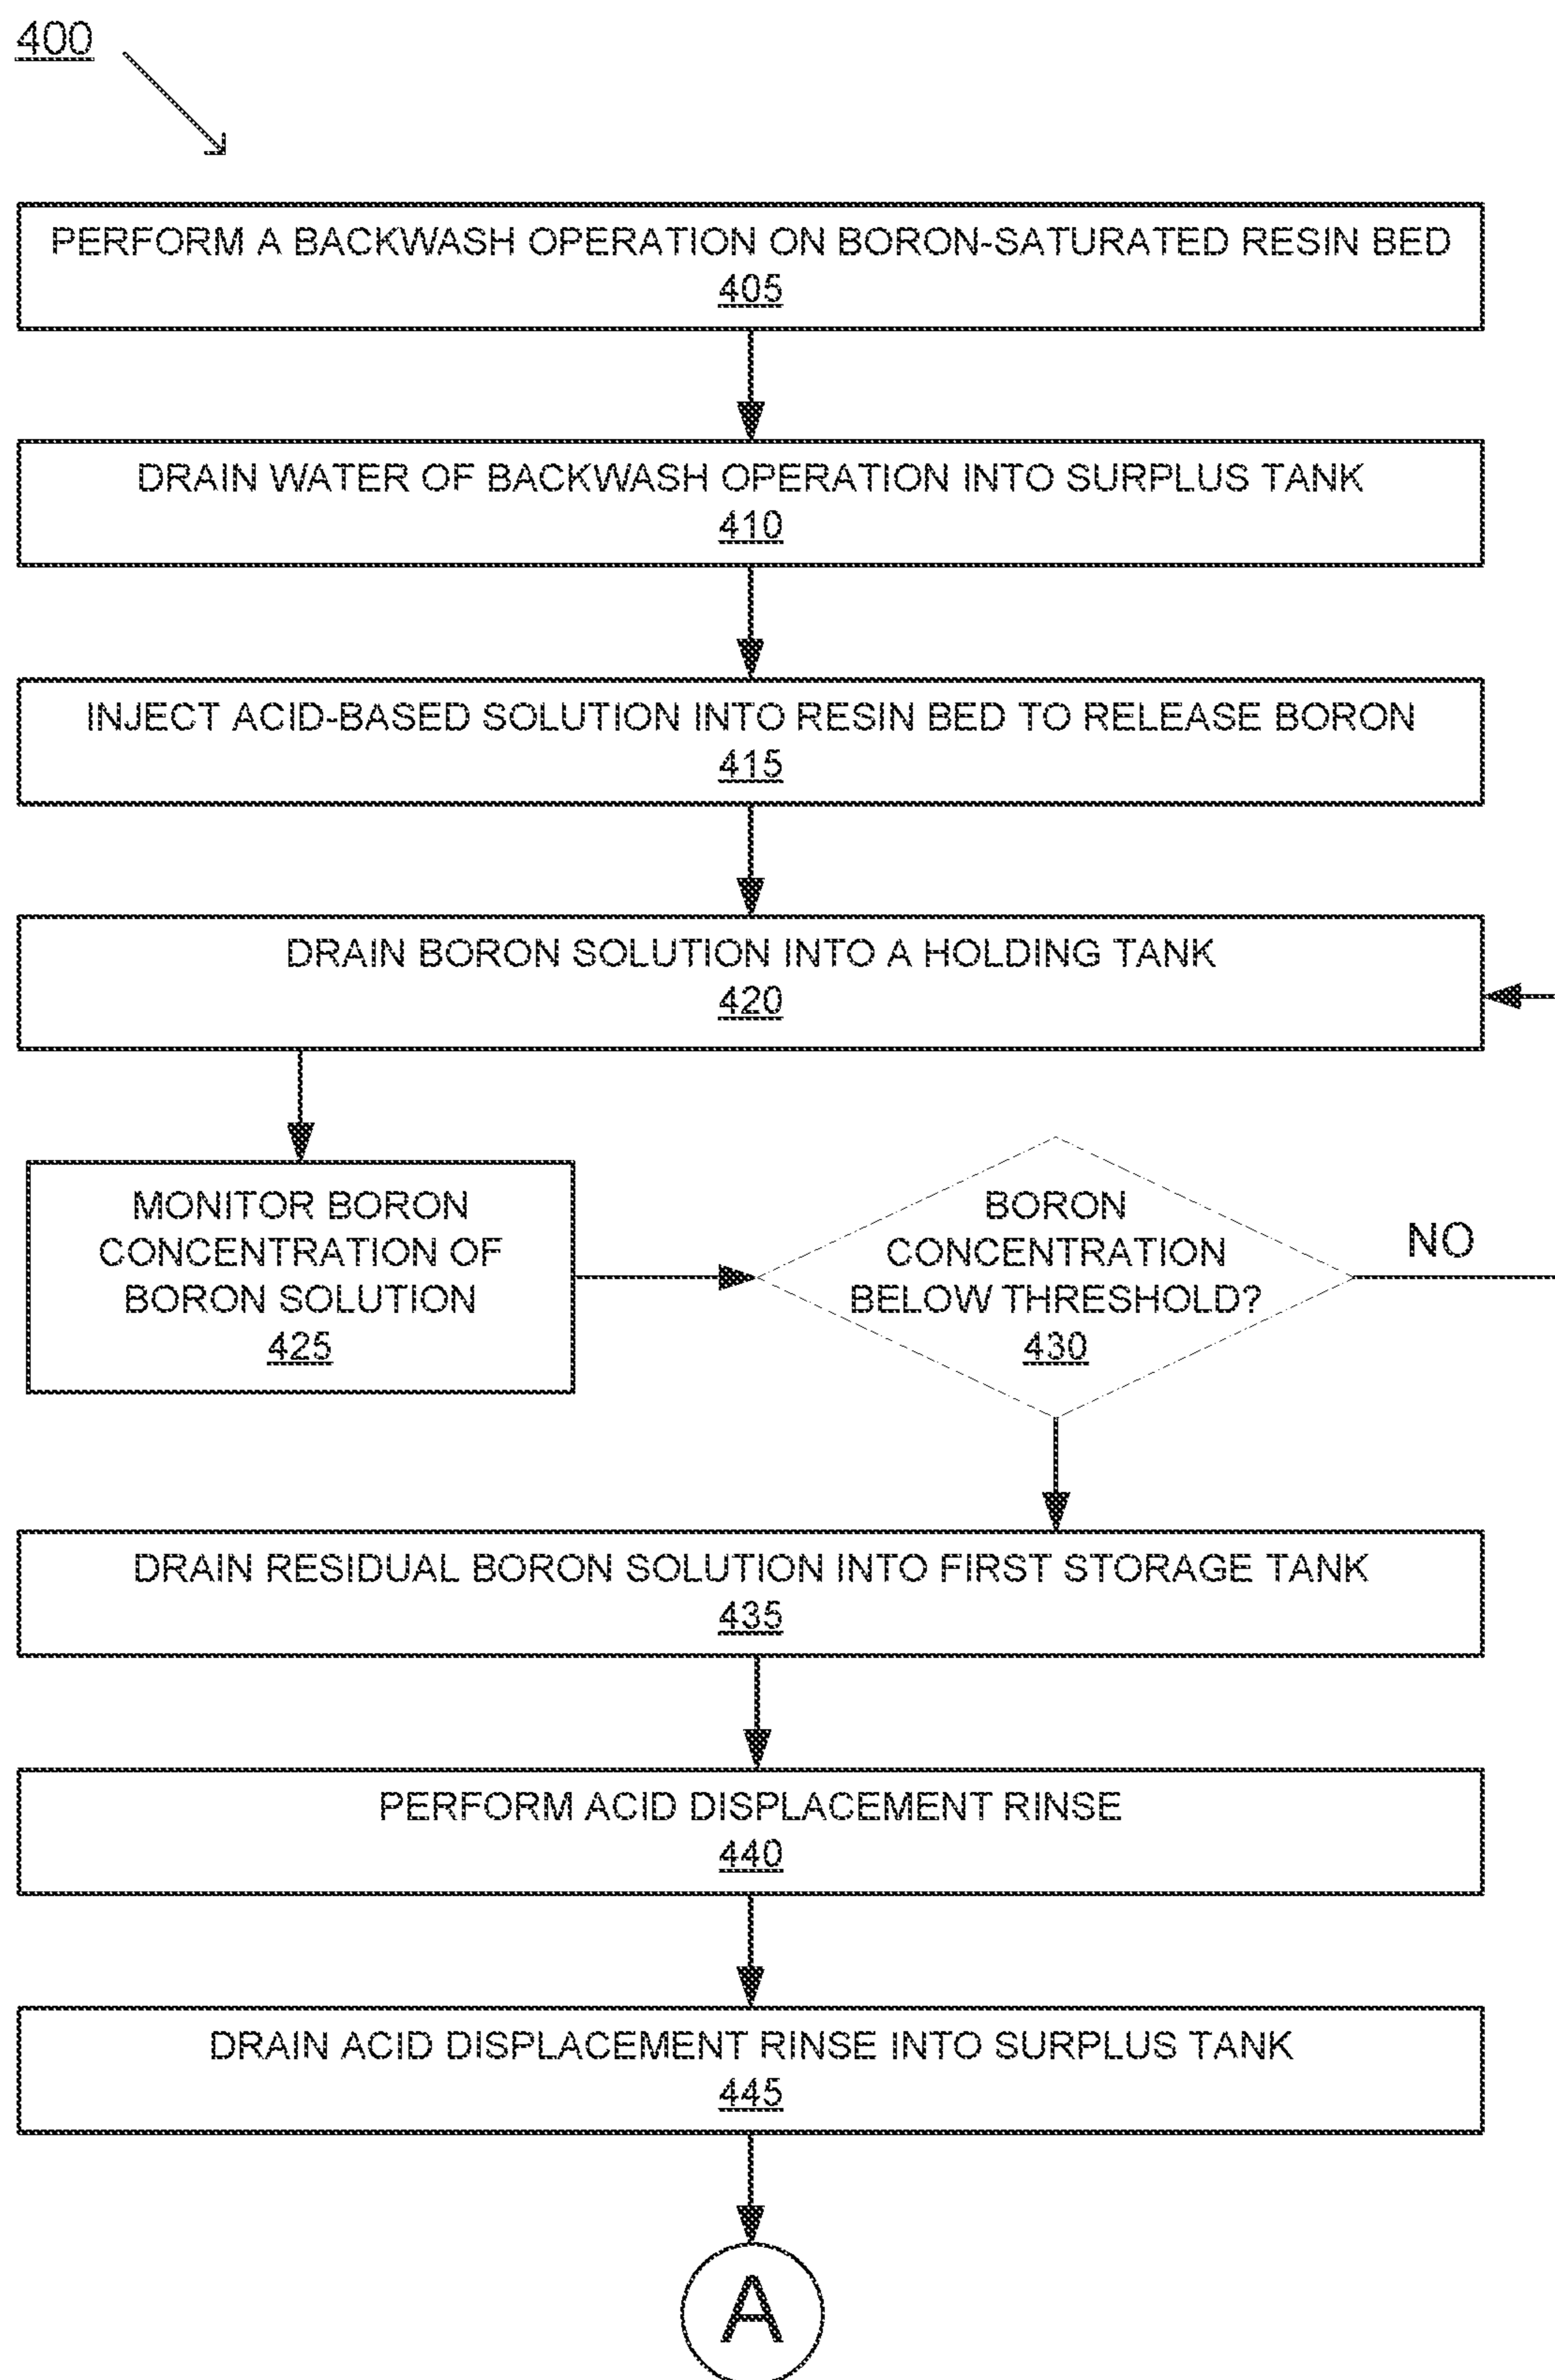 400
PERFORM A BACKWASH OPERATION ON BORON-SATURATED RESIN BED
405
DRAIN WATER OF BACKWASH OPERATION INTO SURPLUS TANK
410
INJECT ACID-BASED SOLUTION INTO RESIN BED TO RELEASE BORON
415
DRAIN BORON SOLUTION INTO A HOLDING TANK
420
MONITOR BORON
CONCENTRATION OF
BORON SOLUTION
425
BORON
CONCENTRATION
BELOW THRESHOLD?
430
NO
DRAIN RESIDUAL BORON SOLUTION INTO FIRST STORAGE TANK
435
PERFORM ACID DISPLACEMENT RINSE
440
DRAIN ACID DISPLACEMENT RINSE INTO SURPLUS TANK
445
A